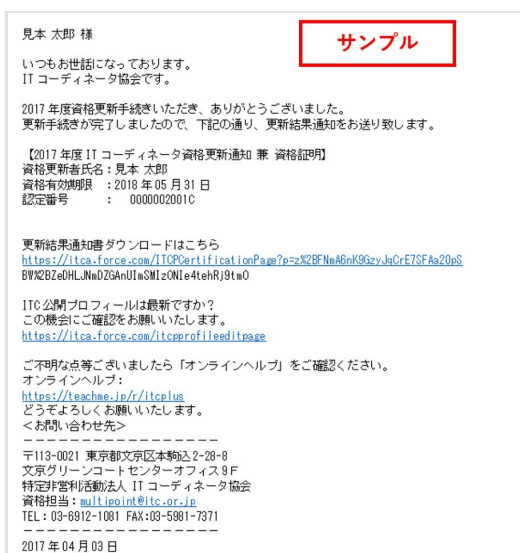 見本 太郎 様
サンプル
いつもお世話になっております。
IT コーディネータ協会です。
2017 年度資格更新手続きいただき、ありがとうございました。
更新手続きが完了しましたので、下記の通り、更新結果通知をお送り致します。
【2017 年度 IT コーディネータ資格更新通知 兼 資格証明】
資格更新者氏名：見本 太郎
資格有効期限 ：2018 年 05 月 31 日
認定番号 ： 0000002001C
更新結果通知書ダウンロードはこちら
https://itca.force.com/ITCPCertificationPage?p=z%2BFNmA6nK9GzyJqCrE7SFAa20pS
BW%2BZeDHLJNmDZGAnUImSMIzONIe4tehRj9tmO
ITC 公開プロフィールは最新ですか？
この機会にご確認をお願いいたします。
https://itca.force.com/itcpprofileeditpage
ご不明な点等ございましたら「オンラインヘルプ」をご確認ください。
オンラインヘルプ：
https://teachme.jp/r/itcplus
どうぞよろしくお願いいたします。
＜お問い合わせ先＞
－－－－－－－－－－－－－－－－－－
〒113-0021 東京都文京区本駒込 2-28-8
文京グリーンコートセンターオフィス 9 F
特定非営利活動法人 IT コーディネータ協会
資格担当：multipoint@itc.or.jp
TEL：03-6912-1081 FAX:03-5981-7371
－－－－－－－－－－－－－－－－－－
2017 年 04 月 03 日